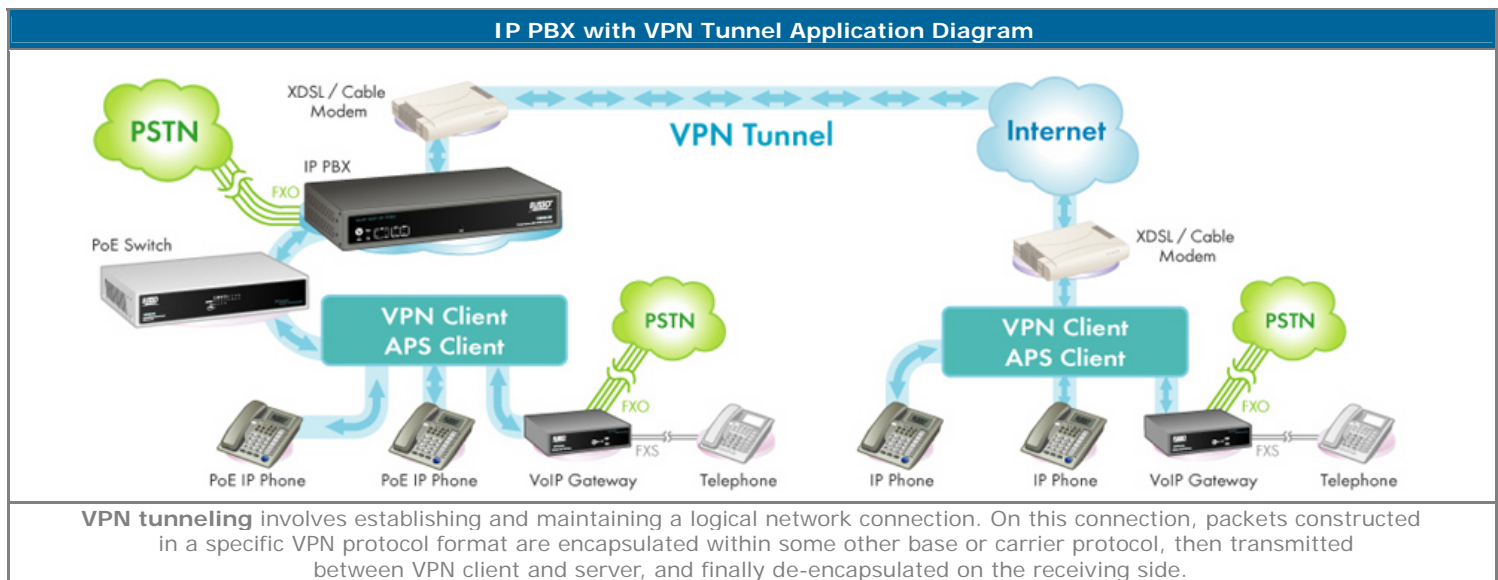 IP PBX with VPN Tunnel Application Diagram
XDSL / Cable
Modem
PSTN
VPN Tunnel
Internet
IP PBX
FXO
PoE Switch
XDSL / Cable
Modem
VPN Client
APS Client
PSTN
VPN Client
APS Client
PSTN
FXO
FXS
FXO
FXS
PoE IP Phone
PoE IP Phone
VoIP Gateway
Telephone
IP Phone
IP Phone
VoIP Gateway
Telephone
VPN tunneling involves establishing and maintaining a logical network connection. On this connection, packets constructed
in a specific VPN protocol format are encapsulated within some other base or carrier protocol, then transmitted
between VPN client and server, and finally de-encapsulated on the receiving side.